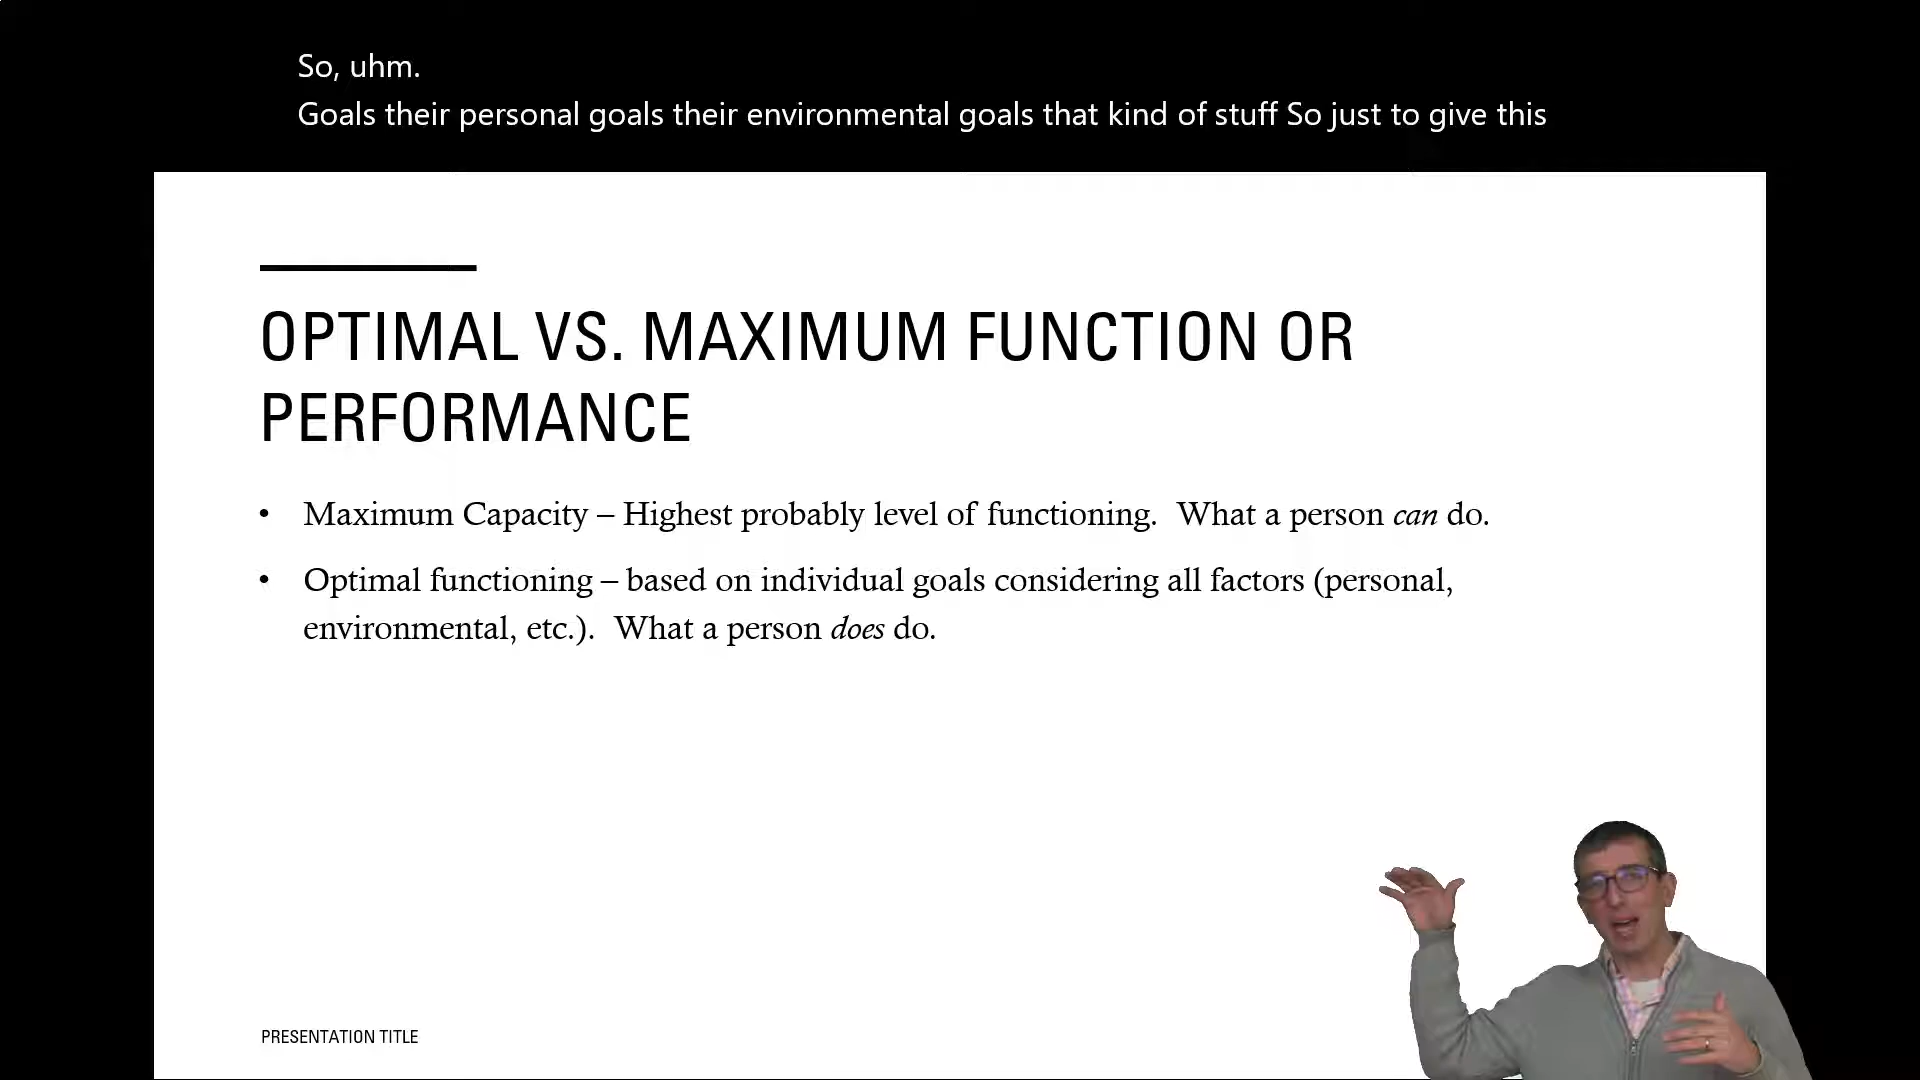 So, uhm.
Goals their personal goals their environmental goals that kind of stuff So just to give this
OPTIMAL VS. MAXIMUM FUNCTION OR
PERFORMANCE
• Maximum Capacity – Highest probably level of functioning.  What a person can do.
• Optimal functioning – based on individual goals considering all factors (personal,
environmental, etc.).  What a person does do.
PRESENTATION TITLE